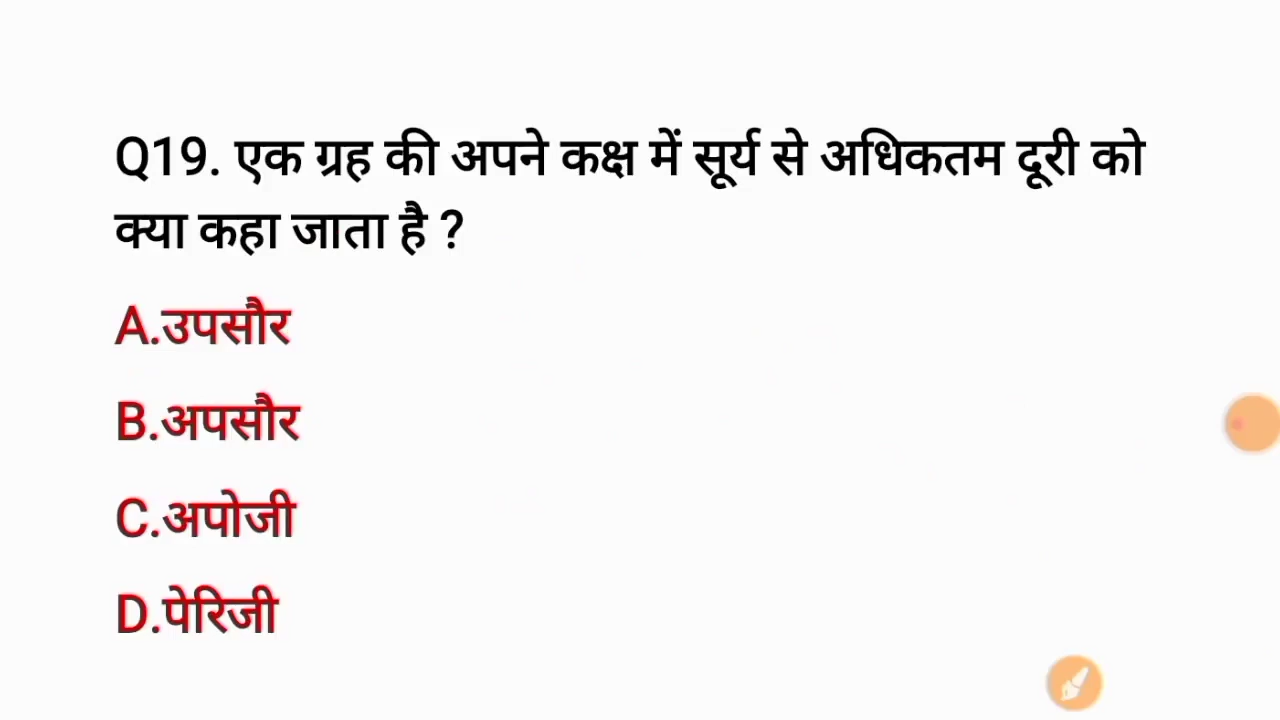 Q19. एक ग्रह की अपने कक्ष में सूर्य से अधिकतम दूरी को
क्या कहा जाता है ?
A.उपसौर
B.अपसौर
C.अपोजी
D.पेरिजी